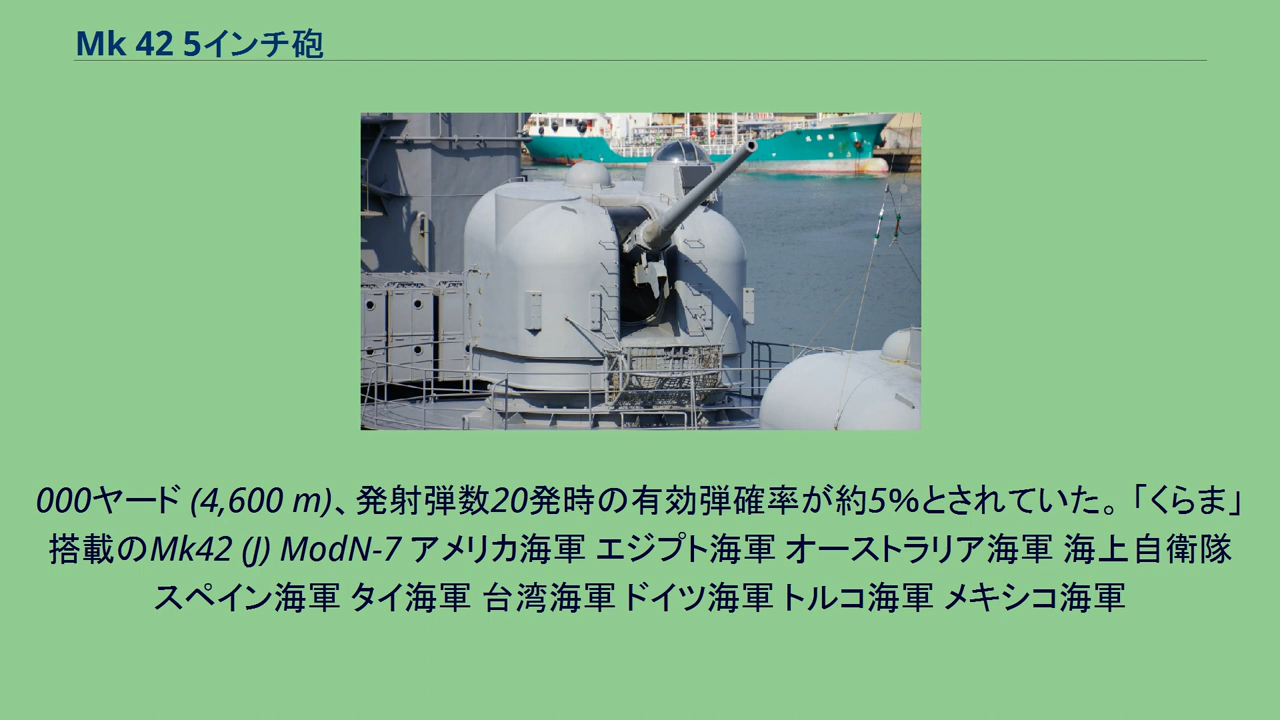 Mk 42 5インチ砲
000ヤード (4,600 m)、発射弾数20発時の有効弾確率が約5%とされていた。「くらま」
搭載のMk42 (J) ModN-7 アメリカ海軍 エジプト海軍 オーストラリア海軍 海上自衛隊
スペイン海軍 タイ海軍 台湾海軍 ドイツ海軍 トルコ海軍 メキシコ海軍